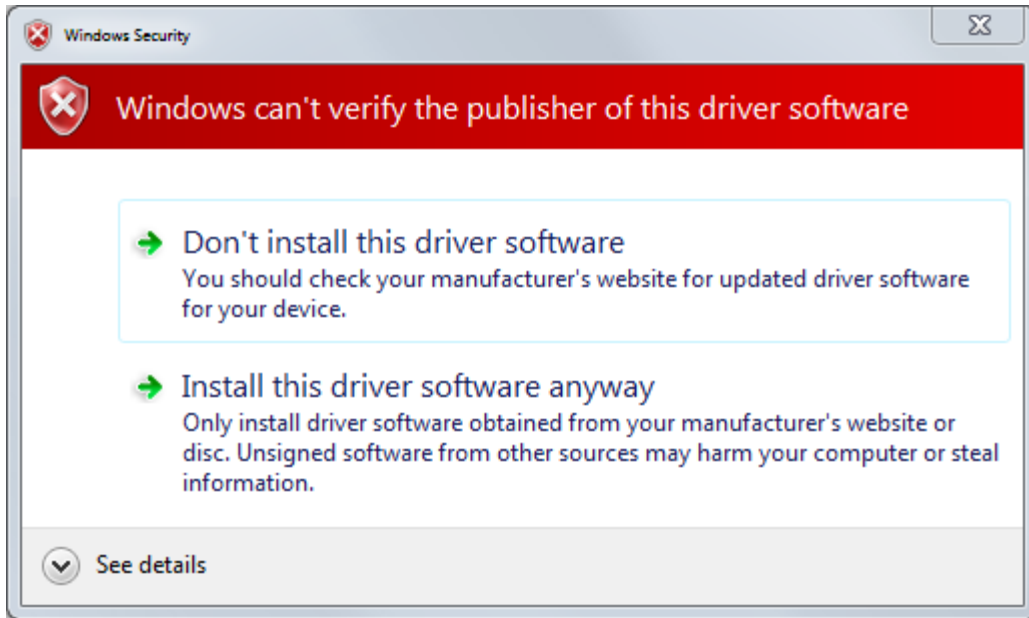 Windows Security
Windows can't verify the publisher of this driver software
Don't install this driver software
You should check your manufacturer's website for updated driver software
for your device.
Install this driver software anyway
Only install driver software obtained from your manufacturer's website or
disc. Unsigned software from other sources may harm your computer or steal
information.
See details